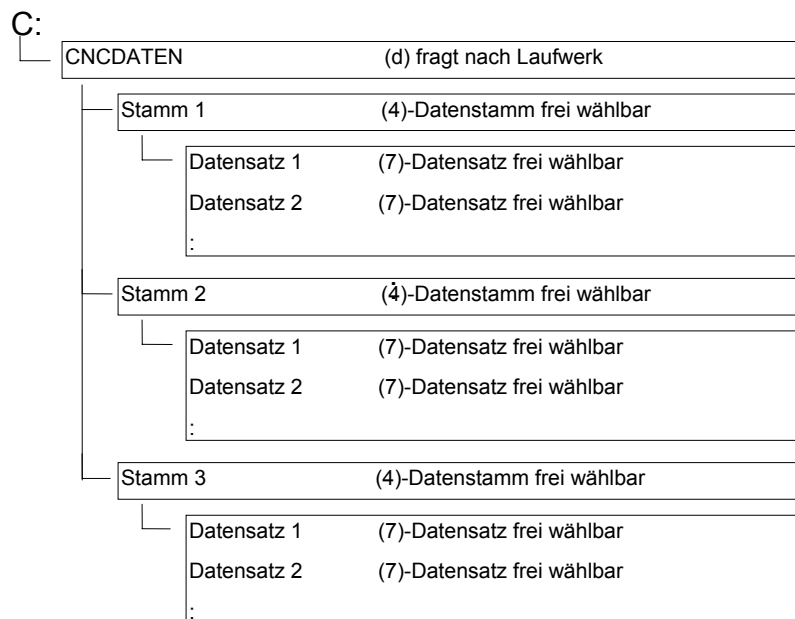 C:
CNCDATEN (d) fragt nach Laufwerk
Stamm 1 (4)-Datenstamm frei wählbar
Datensatz 1 (7)-Datensatz frei wählbar
Datensatz 2 (7)-Datensatz frei wählbar
:
Stamm 2 (4)-Datenstamm frei wählbar
Datensatz 1 (7)-Datensatz frei wählbar
Datensatz 2 (7)-Datensatz frei wählbar
:
Stamm 3 (4)-Datenstamm frei wählbar
Datensatz 1 (7)-Datensatz frei wählbar
Datensatz 2 (7)-Datensatz frei wählbar
: